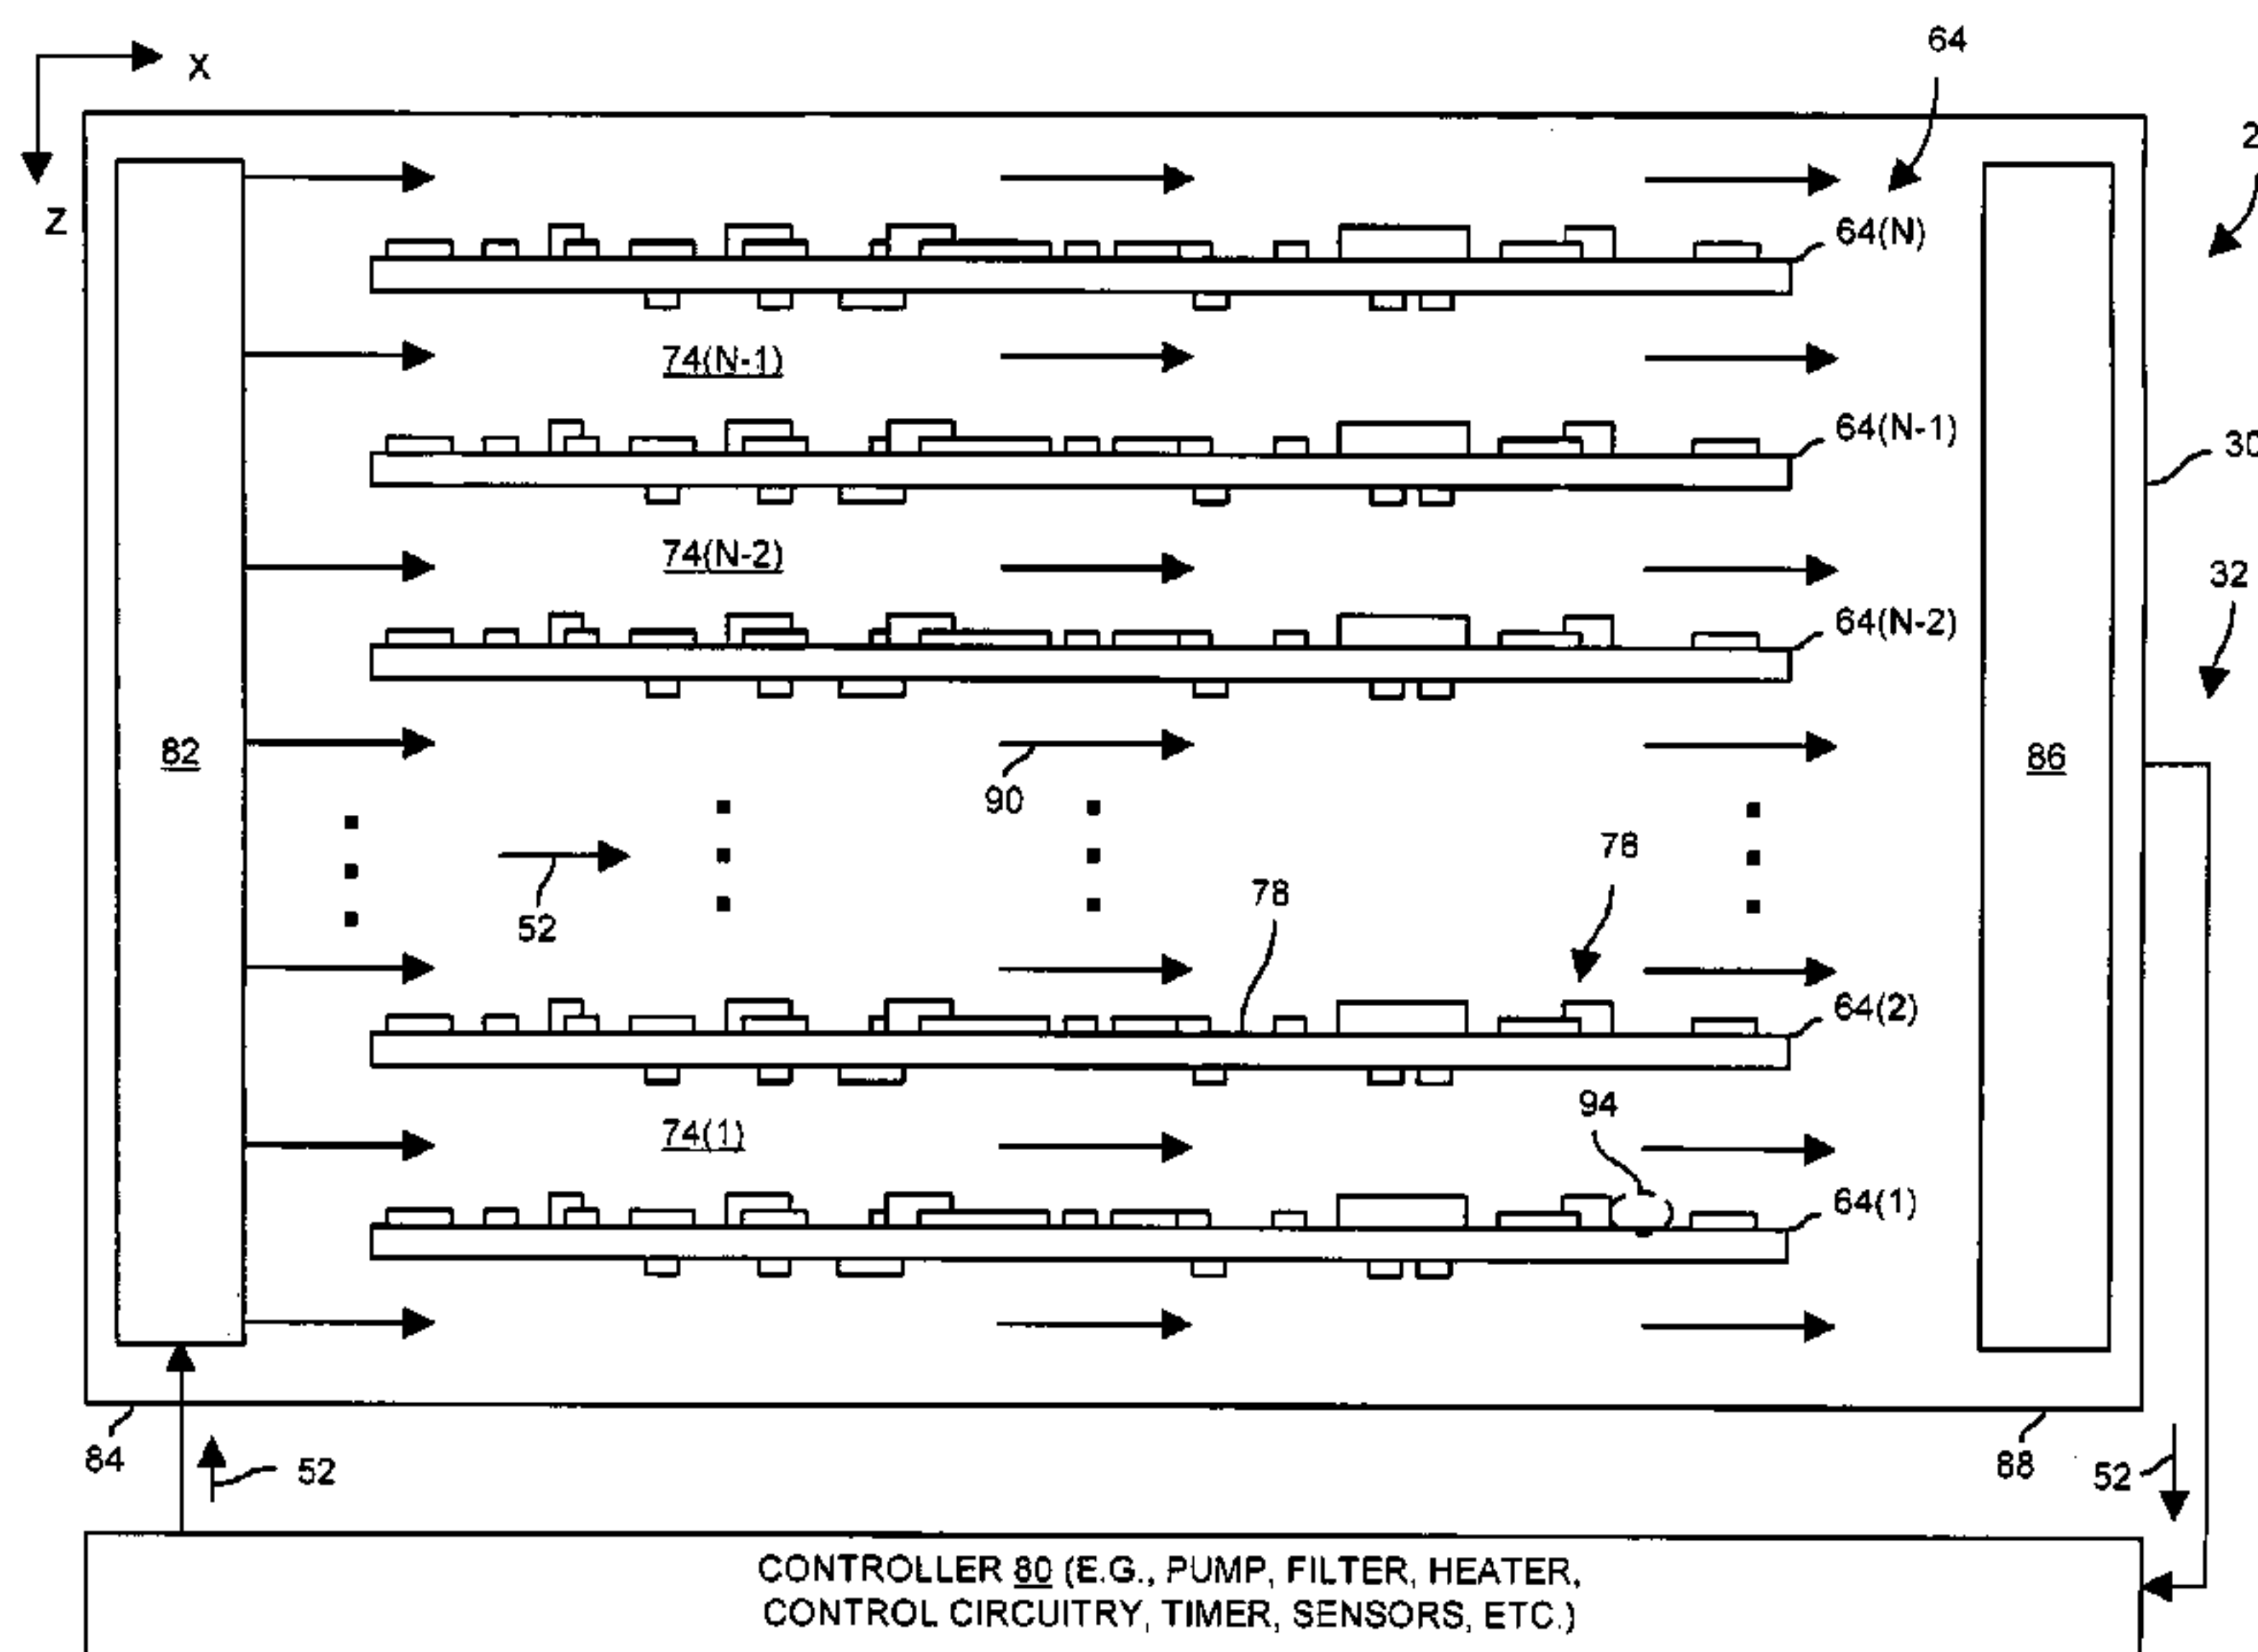 64
X
Z
2
64(N)
74(N-1)
64(N-1)
30
74(N-2)
32
64(N-2)
82
86
90
78
78
52
64(2)
94
74(1)
64(1)
84
52
88
52
CONTROLLER 80 (E.G., PUMP, FILTER, HEATER,
CONTROL CIRCUITRY, TIMER, SENSORS, ETC.)